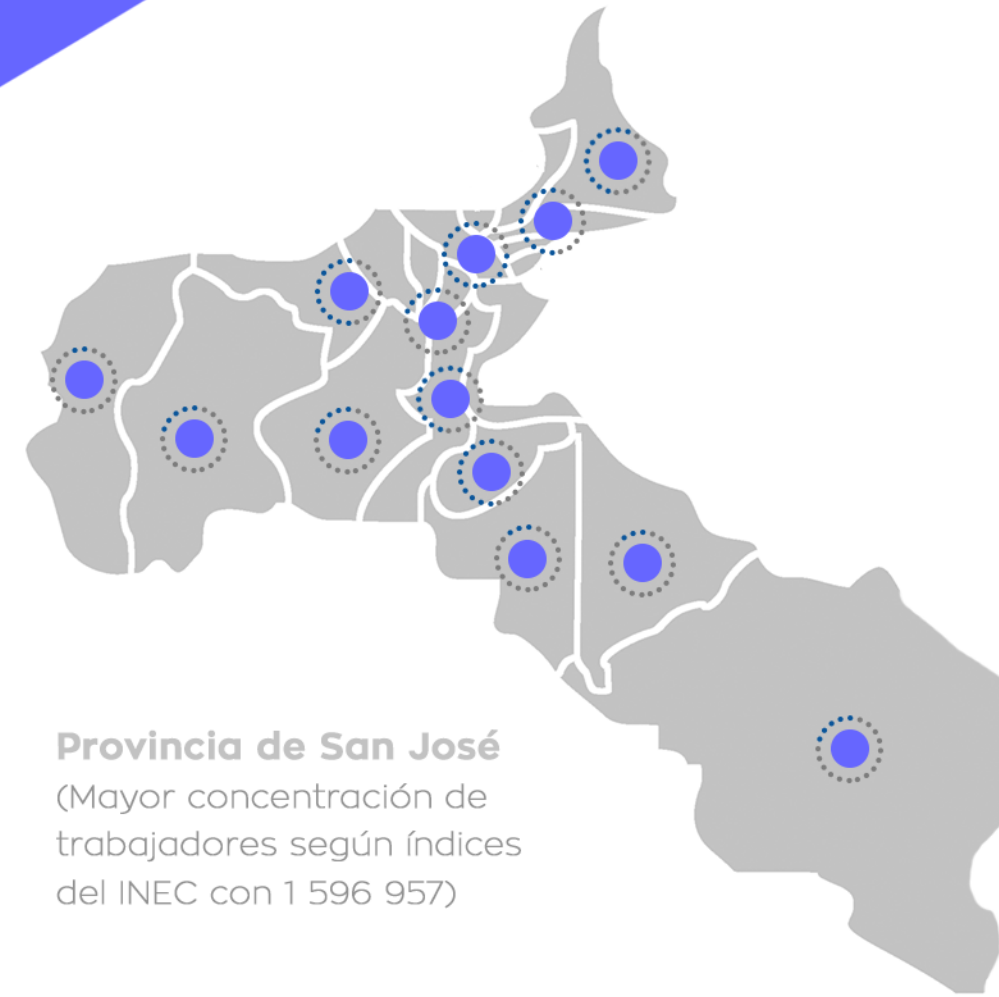 Provincia de San José
(Mayor concentración de
trabajadores según índices
del INEC con 1 596 957)